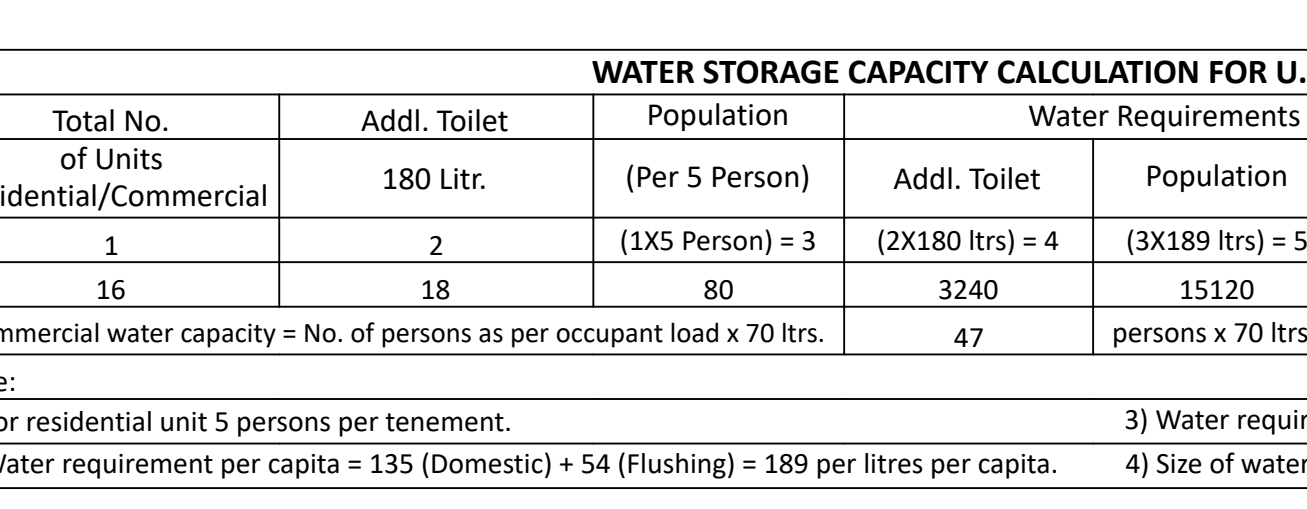 WATER STORAGE CAPACITY CALCULATION FOR U.
Total No. Addl. Toilet Population Water Requirements
of Units
idential/Commercial 180 Litr. (Per 5 Person) Addl. Toilet Population
1 2 (1X5 Person) = 3 (2X180 ltrs) = 4 (3X189 ltrs) = 5
16 18 80 3240 15120
mmercial water capacity = No. of persons as per occupant load x 70 ltrs. 47 persons x 70 ltrs
e:
or residential unit 5 persons per tenement. 3) Water requir
Water requirement per capita = 135 (Domestic) + 54 (Flushing) = 189 per litres per capita. 4) Size of water